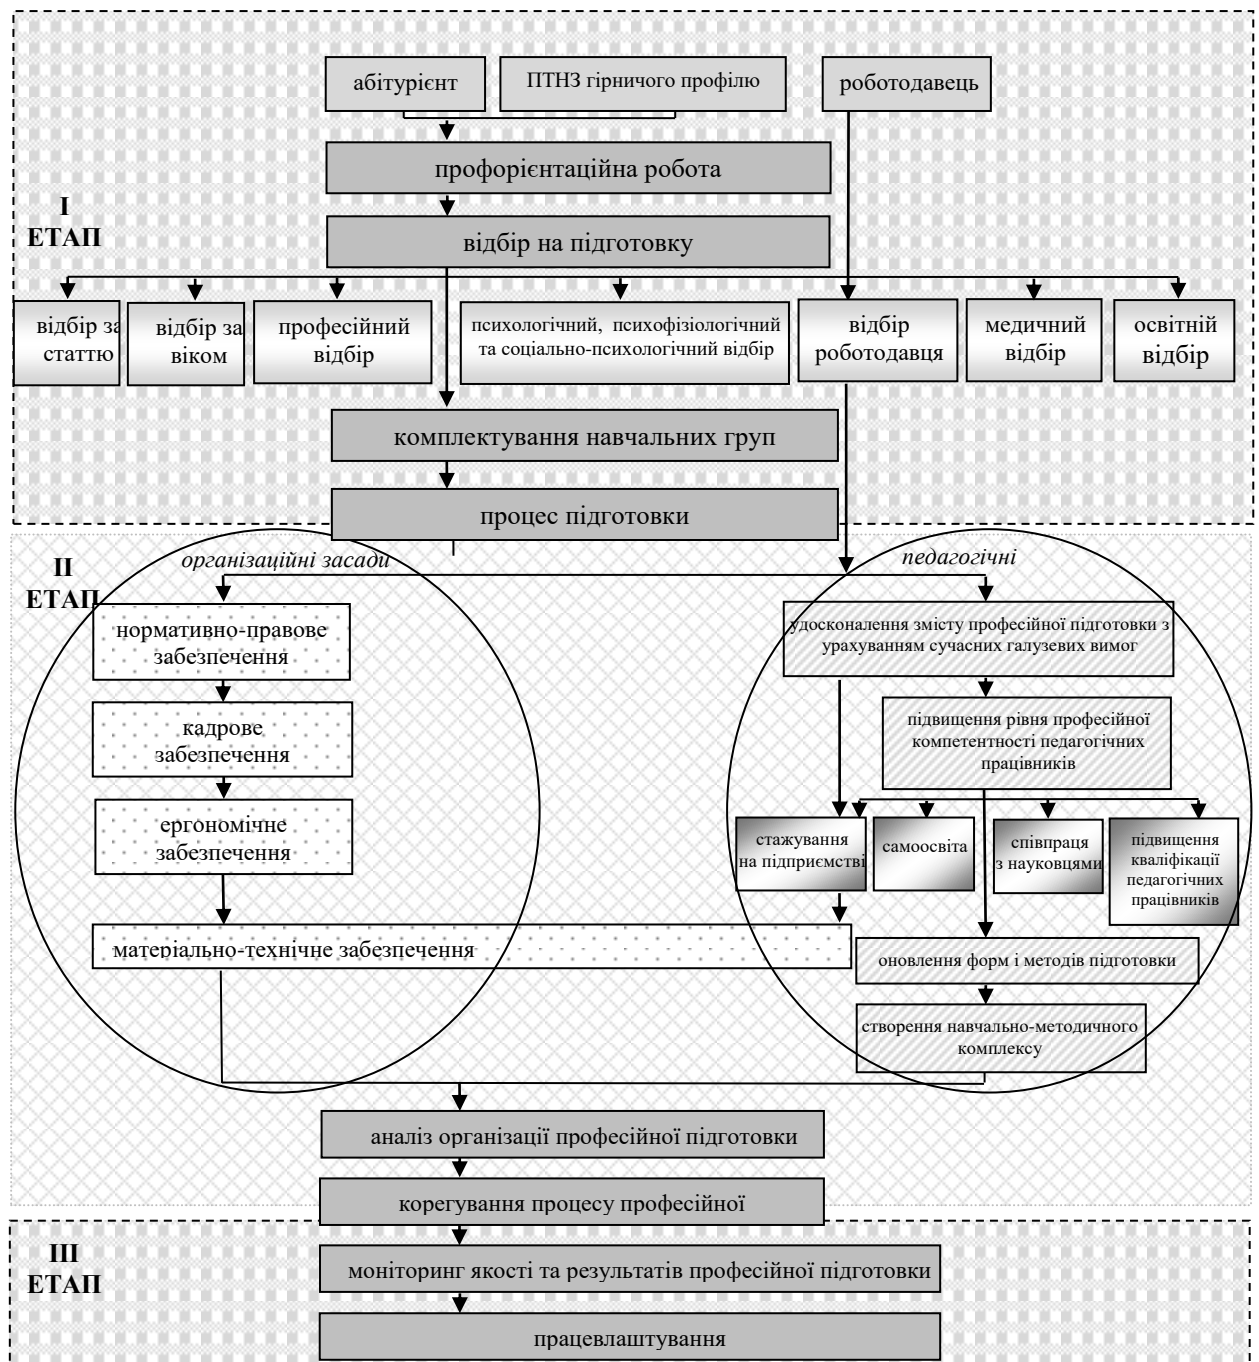 абітурієнт
ПТНЗ гірничого профілю
роботодавець
профорієнтаційна робота
І
ЕТАП
відбір на підготовку
відбір за
статтю
відбір за
віком
професійний
відбір
психологічний, психофізіологічний
та соціально-психологічний відбір
відбір
роботодавця
медичний
відбір
освітній
відбір
комплектування навчальних груп
процес підготовки
ІІ
ЕТАП
організаційні засади
педагогічні
нормативно-правове
забезпечення
кадрове
забезпечення
ергономічне
забезпечення
матеріально-технічне забезпечення
удосконалення змісту професійної підготовки з
урахуванням сучасних галузевих вимог
підвищення рівня професійної
компетентності педагогічних
працівників
стажування
на підприємстві
самоосвіта
співпраця
з науковцями
підвищення
кваліфікації
педагогічних
працівників
оновлення форм і методів підготовки
створення навчально-методичного
комплексу
аналіз організації професійної підготовки
корегування процесу професійної
ІІІ
ЕТАП
моніторинг якості та результатів професійної підготовки
працевлаштування